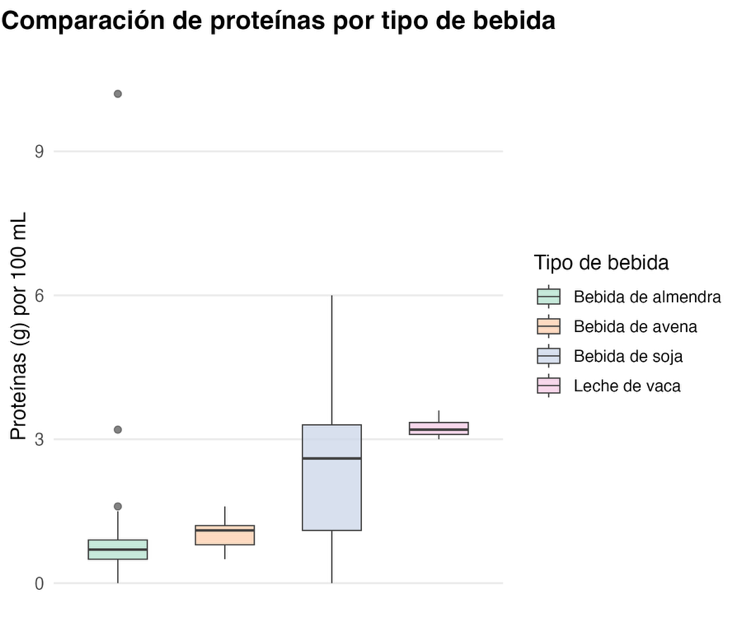 Comparación de proteínas por tipo de bebida
Proteínas (g) por 100 mL
9
6
3
0
Tipo de bebida
Bebida de almendra
Bebida de avena
Bebida de soja
Leche de vaca